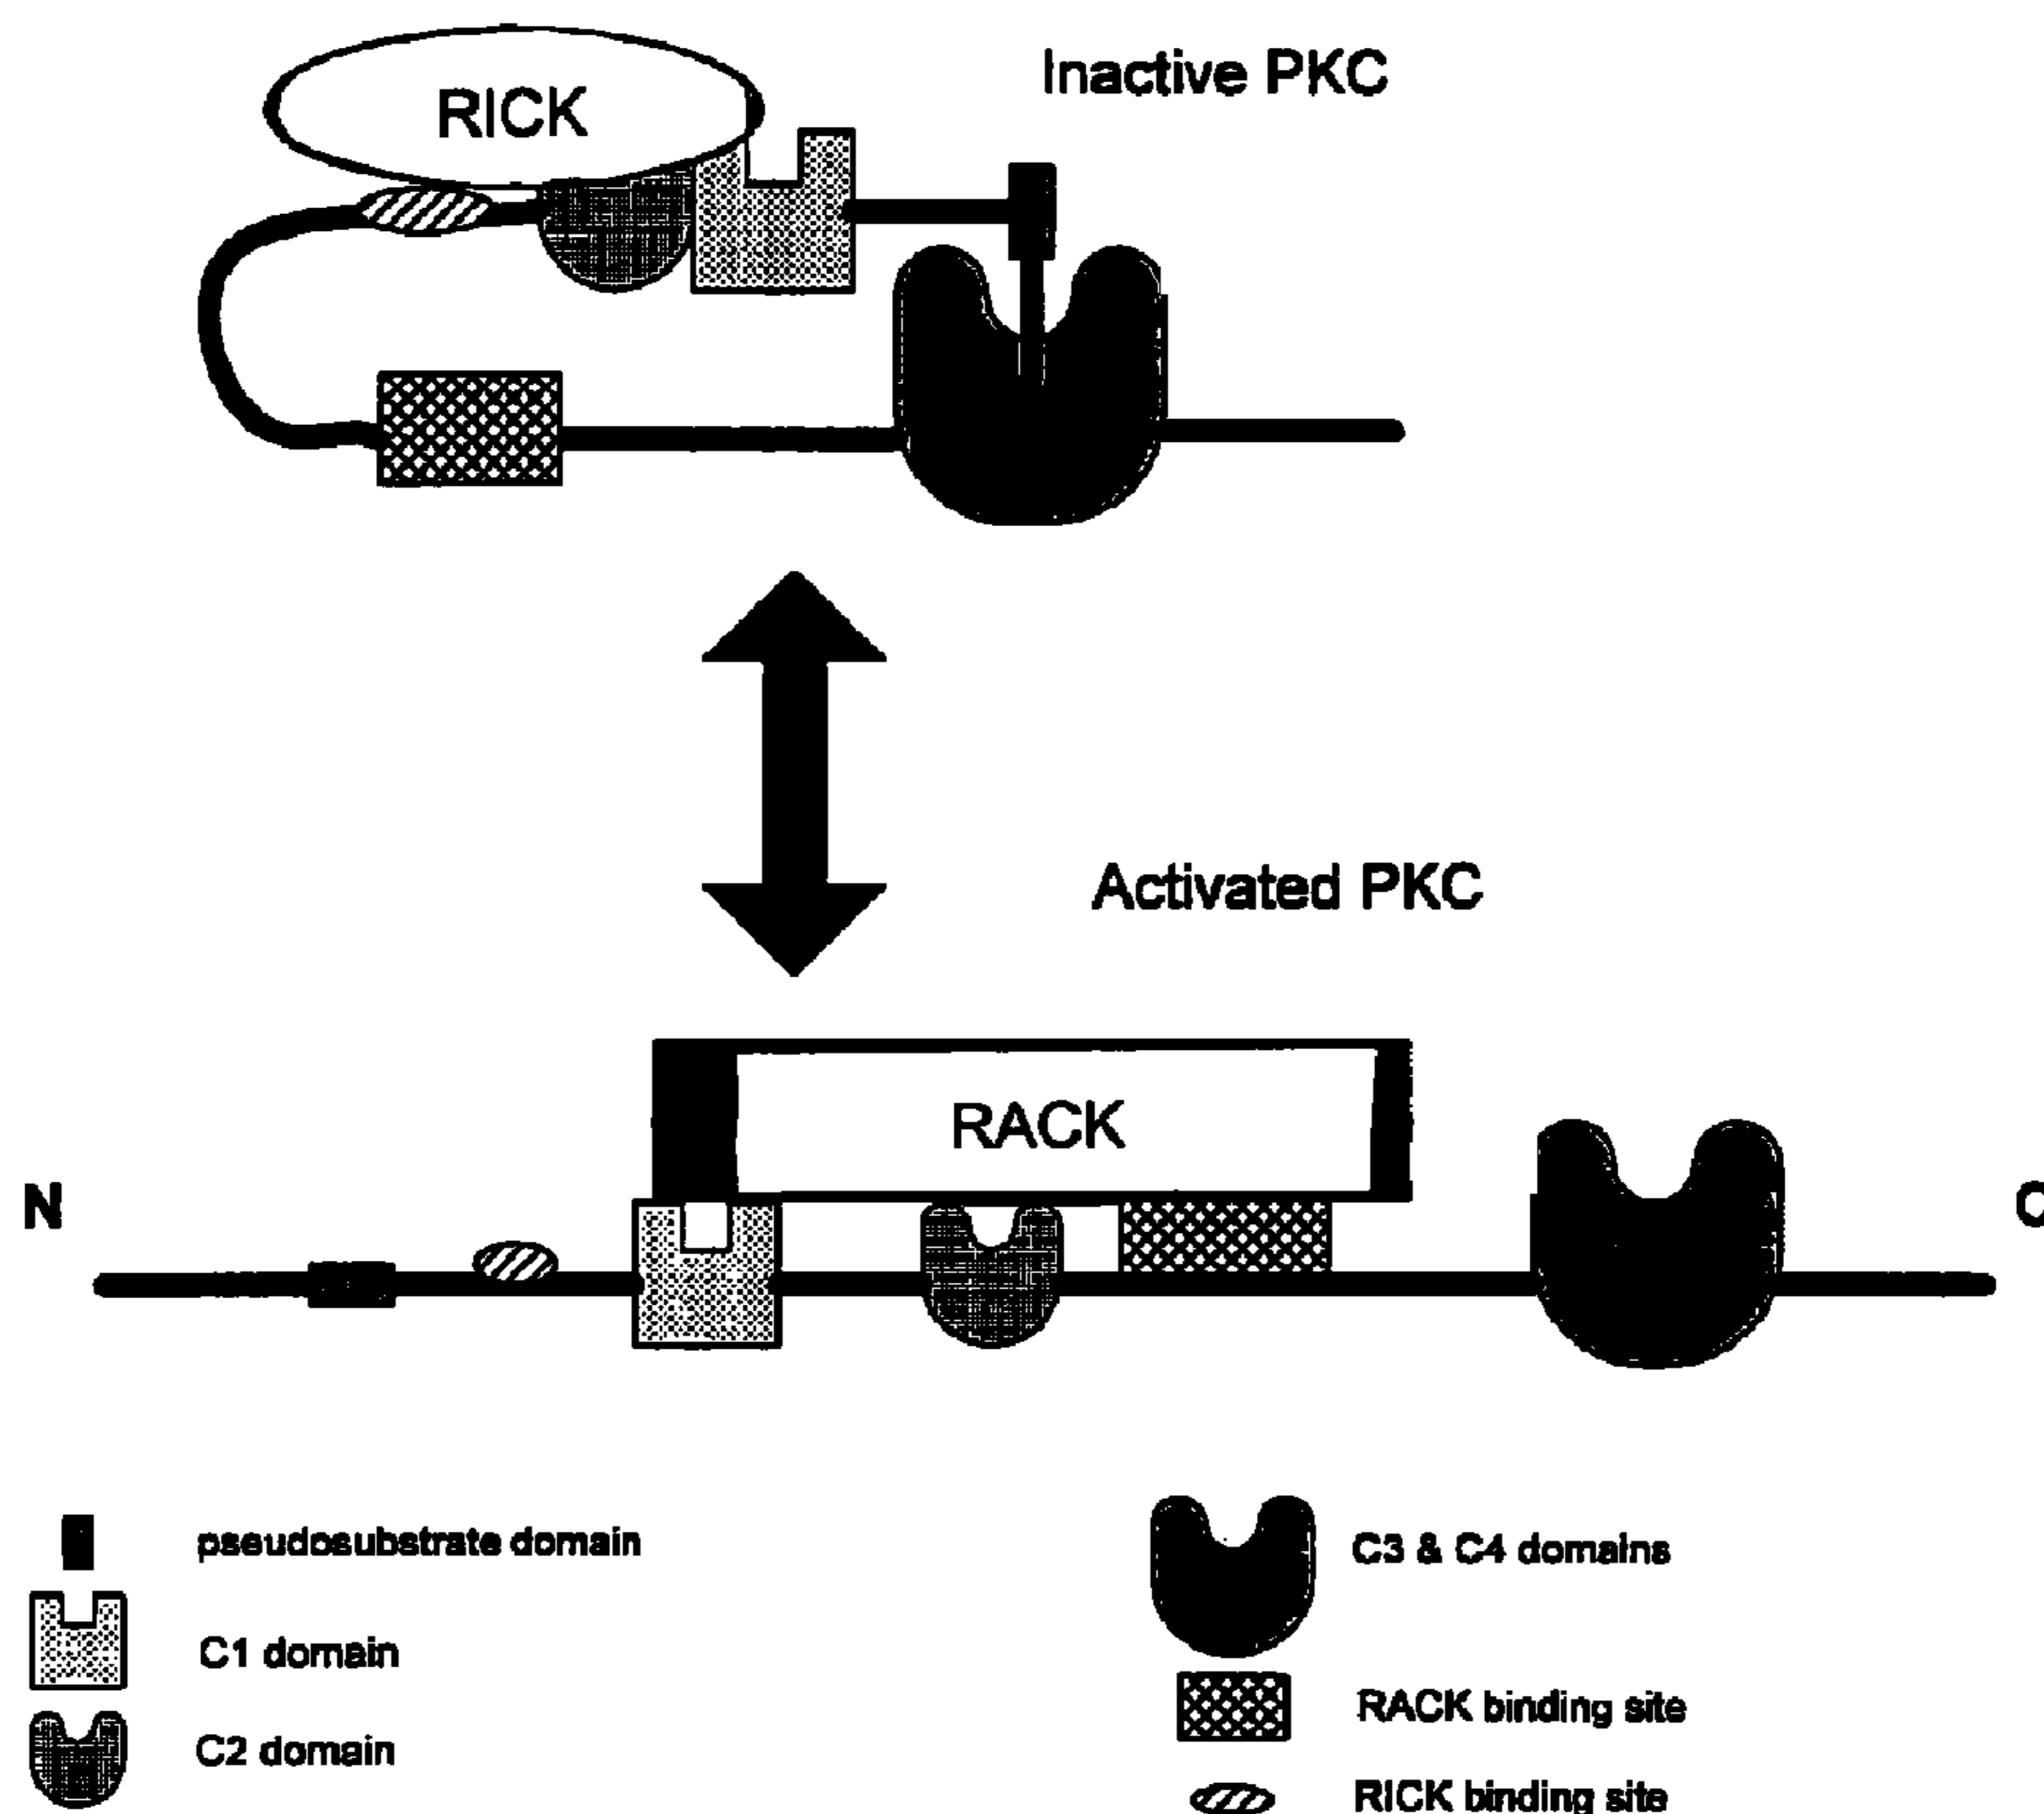 Inactive PKC
RICK
Activated PKC
RACK
N
C
pseudosubstrate domain
C1 domain
C2 domain
C3 & C4 domains
RACK binding site
RICK binding site